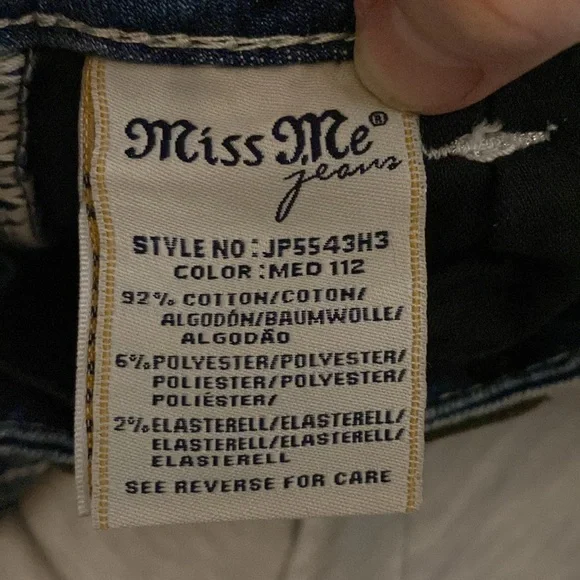 Miss Me®
jeans
STYLE NO:JP5543H3
COLOR:MED 112
92% COTTON/COTON/
ALGODÓN/BAUMWOLLE/
ALGODÃO
6%POLYESTER/POLYESTER/
POLIESTER/POLYESTER/
POLIÉSTER/
2%ELASTERELL/ELASTERELL/
ELASTERELL/ELASTERELL/
ELASTERELL
SEE REVERSE FOR CARE